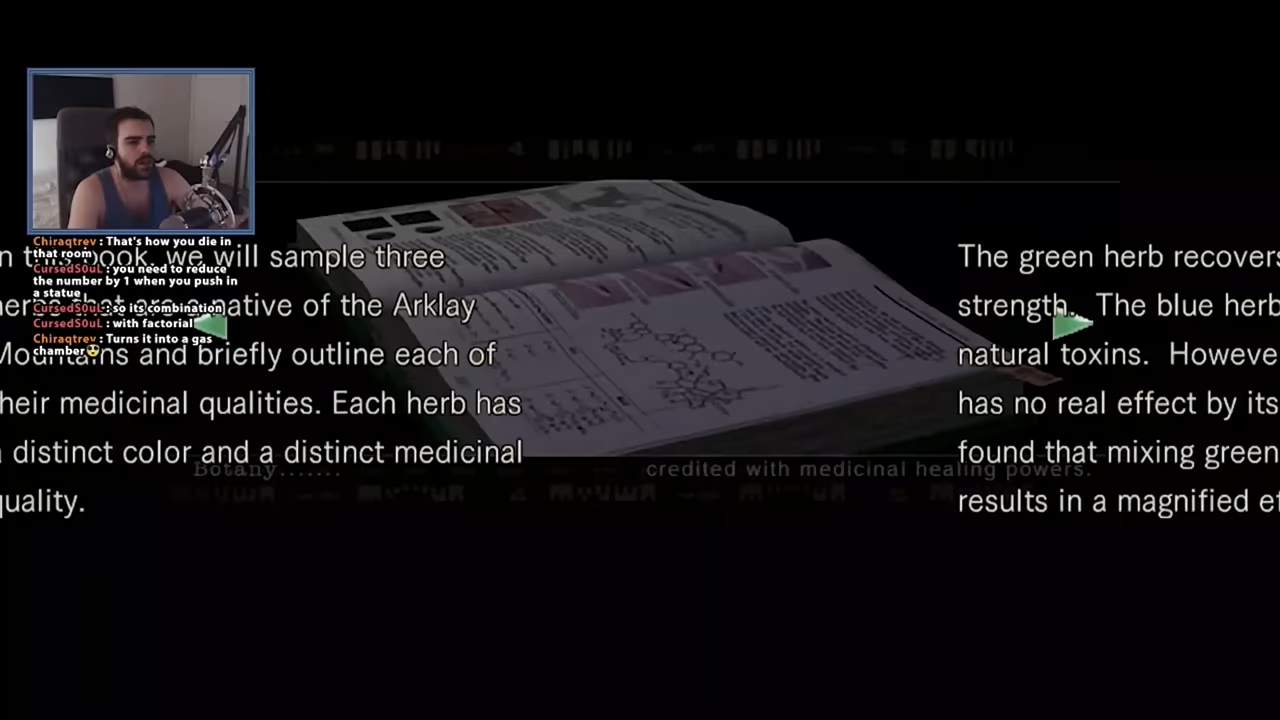 Chiraqtrev : That's how you die in
that room)
CursedS0uL : you need to reduce
the number by 1 when you push in
a statue
CursedS0uL : so its combination
CursedS0uL : with factorial
Chiraqtrev : Turns it into a gas
chamber😨
n this book, we will sample three
herbs that are native of the Arklay
Mountains and briefly outline each of
heir medicinal qualities. Each herb has
distinct color and a distinct medicinal
quality.
The green herb recovers
strength. The blue herb
natural toxins. Howeve
has no real effect by its
found that mixing green
results in a magnified ef
Botany.......
credited with medicinal healing powers.